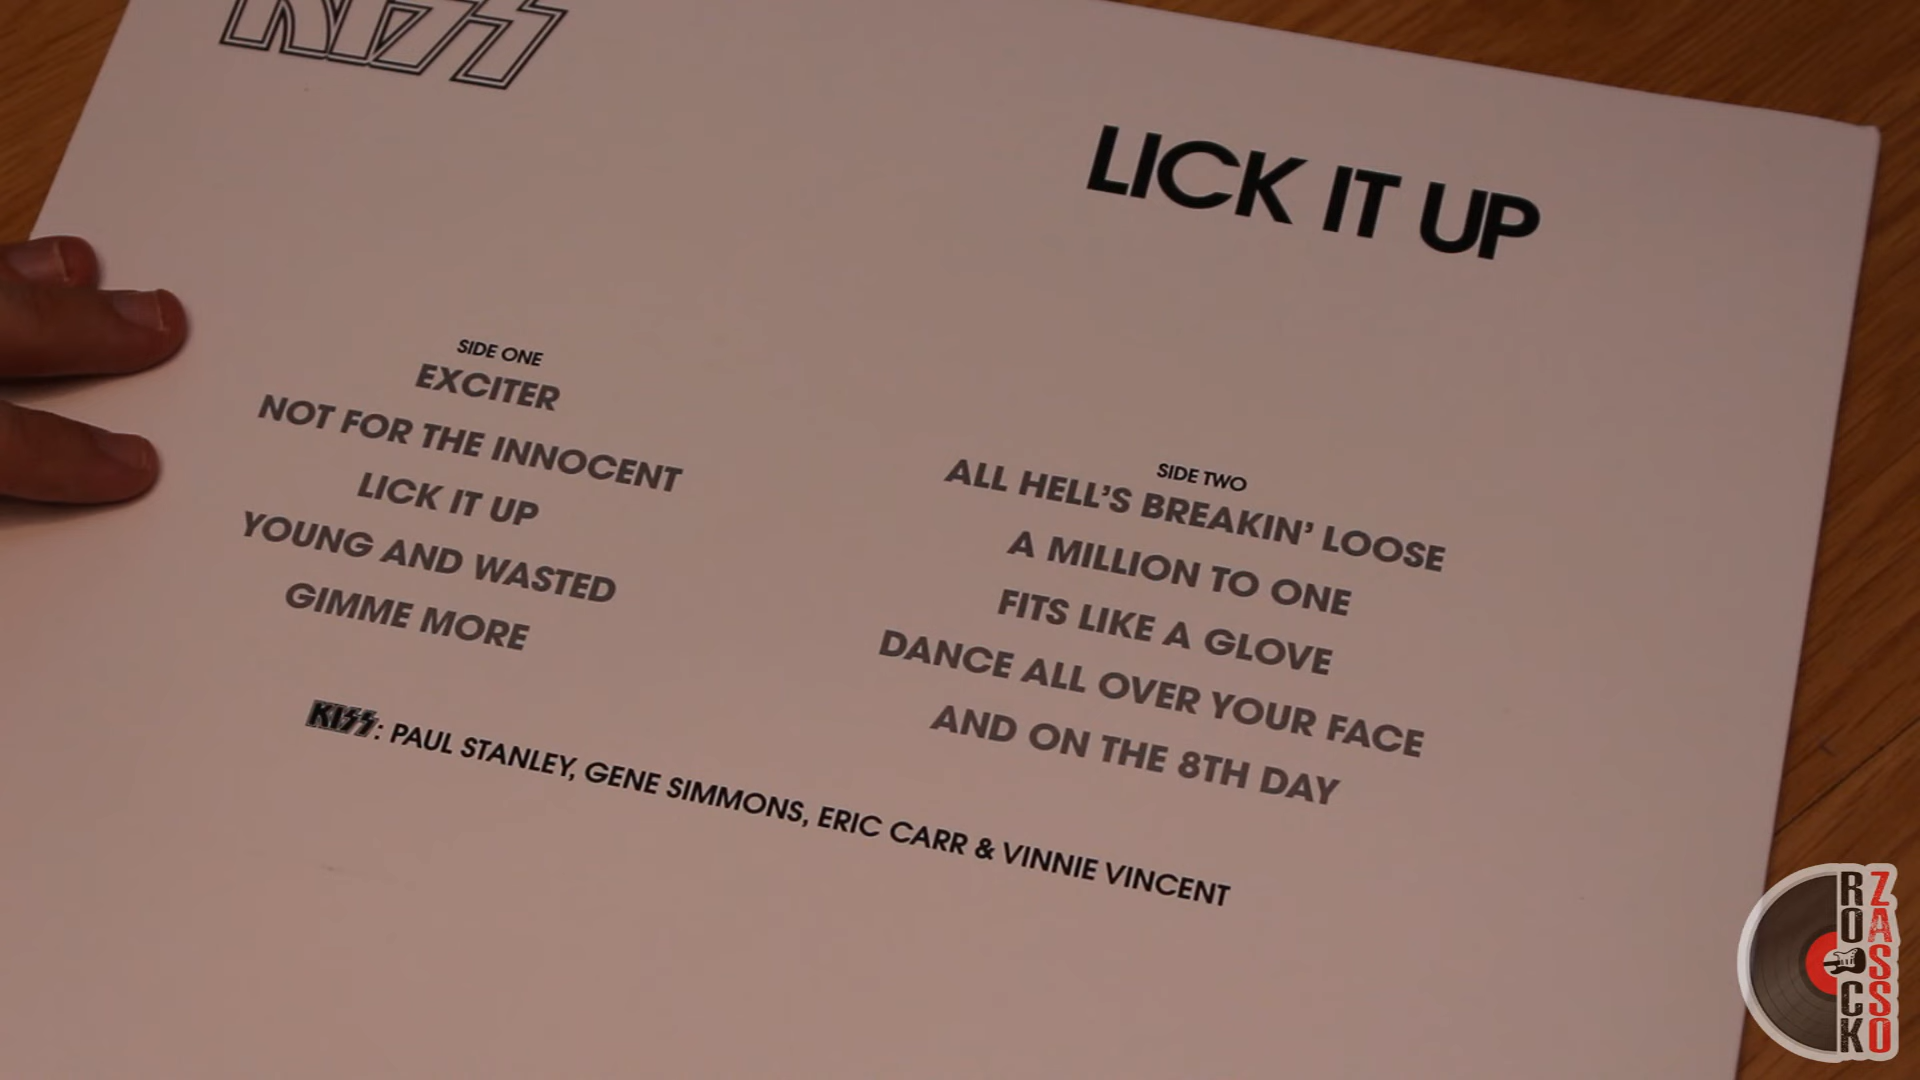 KISS
LICK IT UP
SIDE ONE
EXCITER
NOT FOR THE INNOCENT
LICK IT UP
YOUNG AND WASTED
GIMME MORE
SIDE TWO
ALL HELL'S BREAKIN' LOOSE
A MILLION TO ONE
FITS LIKE A GLOVE
DANCE ALL OVER YOUR FACE
AND ON THE 8TH DAY
KISS: PAUL STANLEY, GENE SIMMONS, ERIC CARR & VINNIE VINCENT
ROCK
ZASSO